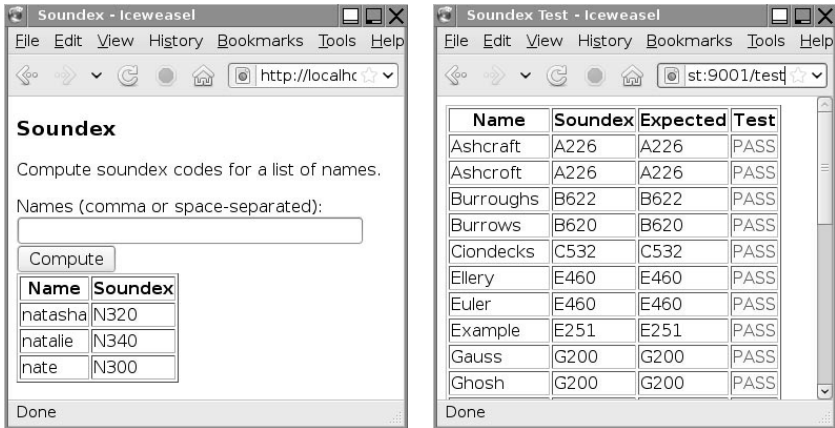 Soundex - Iceweasel
File Edit View History Bookmarks Tools Help
http://localhc
Soundex
Compute soundex codes for a list of names.
Names (comma or space-separated):
Compute
Name Soundex
natasha N320
natalie N340
nate N300
Done
Soundex Test - Iceweasel
File Edit View History Bookmarks Tools Help
st:9001/test
Name Soundex Expected Test
Ashcraft A226 A226 PASS
Ashcroft A226 A226 PASS
Burroughs B622 B622 PASS
Burrows B620 B620 PASS
Ciondecks C532 C532 PASS
Ellery E460 E460 PASS
Euler E460 E460 PASS
Example E251 E251 PASS
Gauss G200 G200 PASS
Ghosh G200 G200 PASS
Done